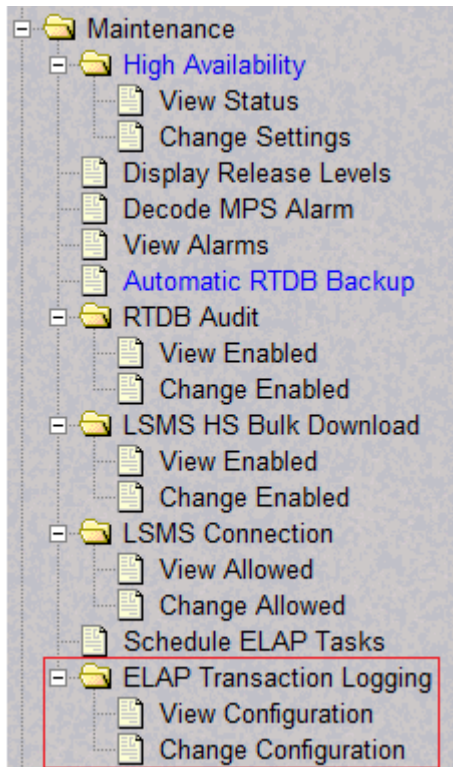 Maintenance
High Availability
View Status
Change Settings
Display Release Levels
Decode MPS Alarm
View Alarms
Automatic RTDB Backup
RTDB Audit
View Enabled
Change Enabled
LSMS HS Bulk Download
View Enabled
Change Enabled
LSMS Connection
View Allowed
Change Allowed
Schedule ELAP Tasks
ELAP Transaction Logging
View Configuration
Change Configuration